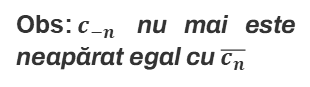 Obs: c₋ₙ nu mai este
neapărat egal cu c̅ₙ̅